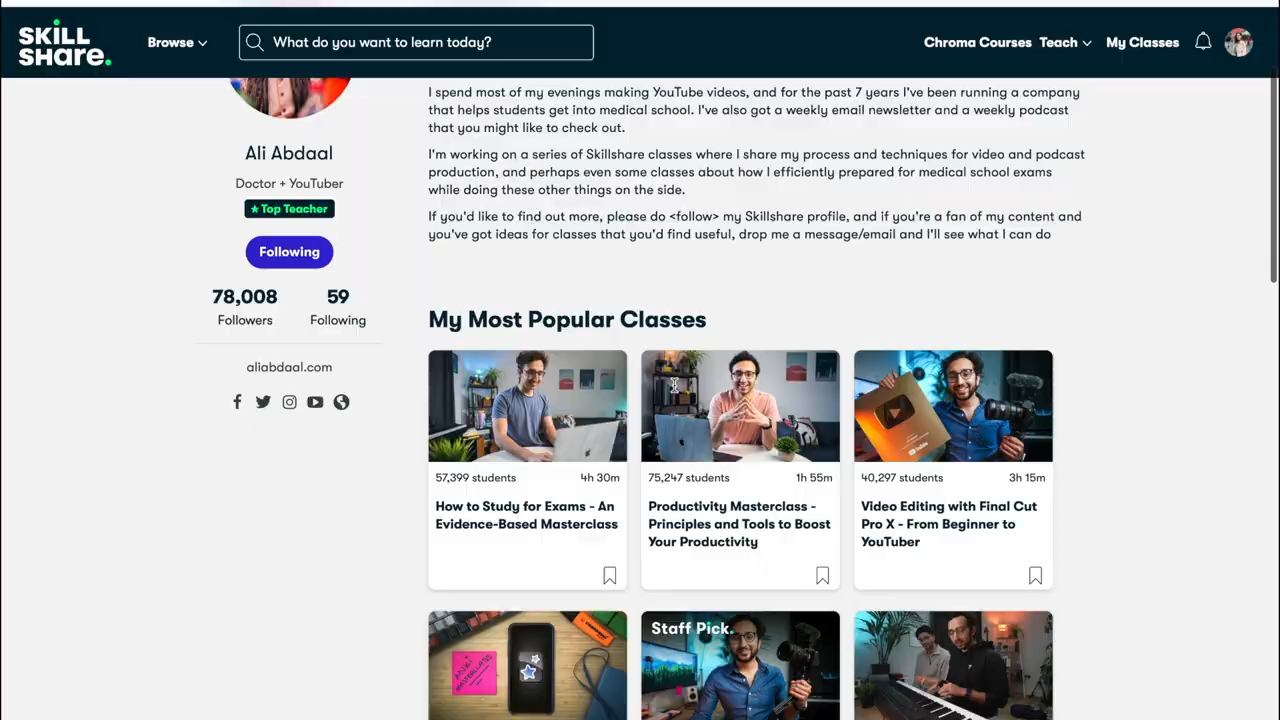 SKILL
SHARE.
Browse
What do you want to learn today?
Chroma Courses
Teach
My Classes
I spend most of my evenings making YouTube videos, and for the past 7 years I've been running a company
that helps students get into medical school. I've also got a weekly email newsletter and a weekly podcast
that you might like to check out.
I'm working on a series of Skillshare classes where I share my process and techniques for video and podcast
production, and perhaps even some classes about how I efficiently prepared for medical school exams
while doing these other things on the side.
If you'd like to find out more, please do <follow> my Skillshare profile, and if you're a fan of my content and
you've got ideas for classes that you'd find useful, drop me a message/email and I'll see what I can do
Ali Abdaal
Doctor + YouTuber
★ Top Teacher
Following
78,008
Followers
59
Following
aliabdaal.com
My Most Popular Classes
57,399 students
4h 30m
How to Study for Exams - An
Evidence-Based Masterclass
75,247 students
1h 55m
Productivity Masterclass -
Principles and Tools to Boost
Your Productivity
40,297 students
3h 15m
Video Editing with Final Cut
Pro X - From Beginner to
YouTuber
ANKI
MASTERCLASS
Staff Pick.